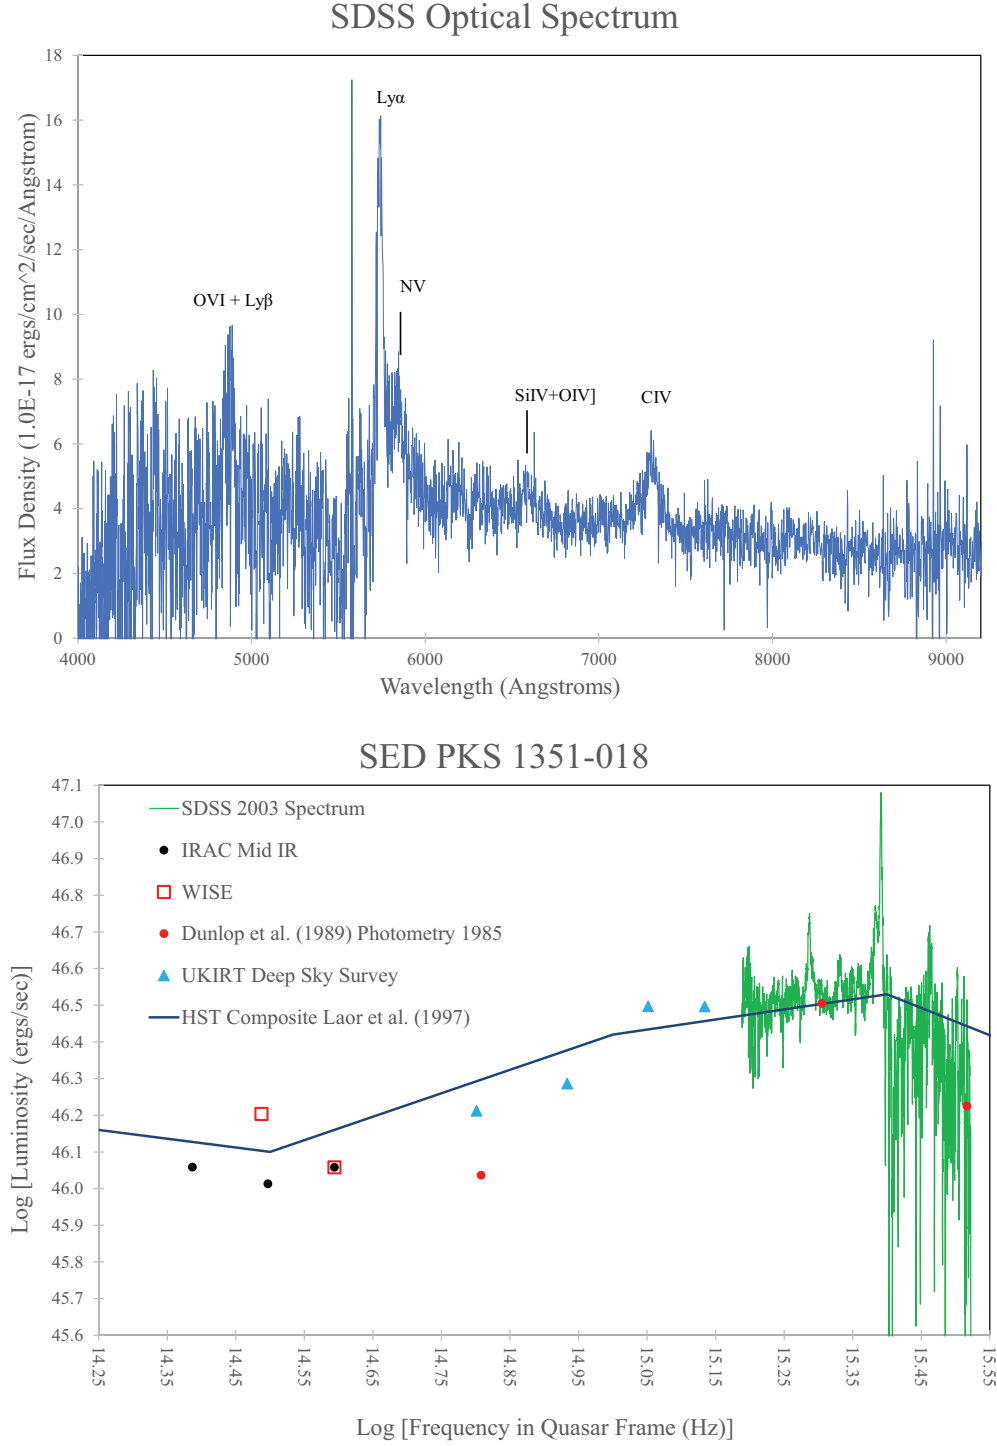 SDSS Optical Spectrum
18
16
14
12
10
8
6
4
2
0
Flux Density (1.0E-17 ergs/cm^2/sec/Angstrom)
Lyα
NV
OVI + Lyβ
SiIV+OIV]
CIV
4000 5000 6000 7000 8000 9000
Wavelength (Angstroms)
SED PKS 1351-018
47.1
47.0
46.9
46.8
46.7
46.6
46.5
46.4
46.3
46.2
46.1
46.0
45.9
45.8
45.7
45.6
Log [Luminosity (ergs/sec)]
SDSS 2003 Spectrum
IRAC Mid IR
WISE
Dunlop et al. (1989) Photometry 1985
UKIRT Deep Sky Survey
HST Composite Laor et al. (1997)
14.25 14.35 14.45 14.55 14.65 14.75 14.85 14.95 15.05 15.15 15.25 15.35 15.45 15.55
Log [Frequency in Quasar Frame (Hz)]